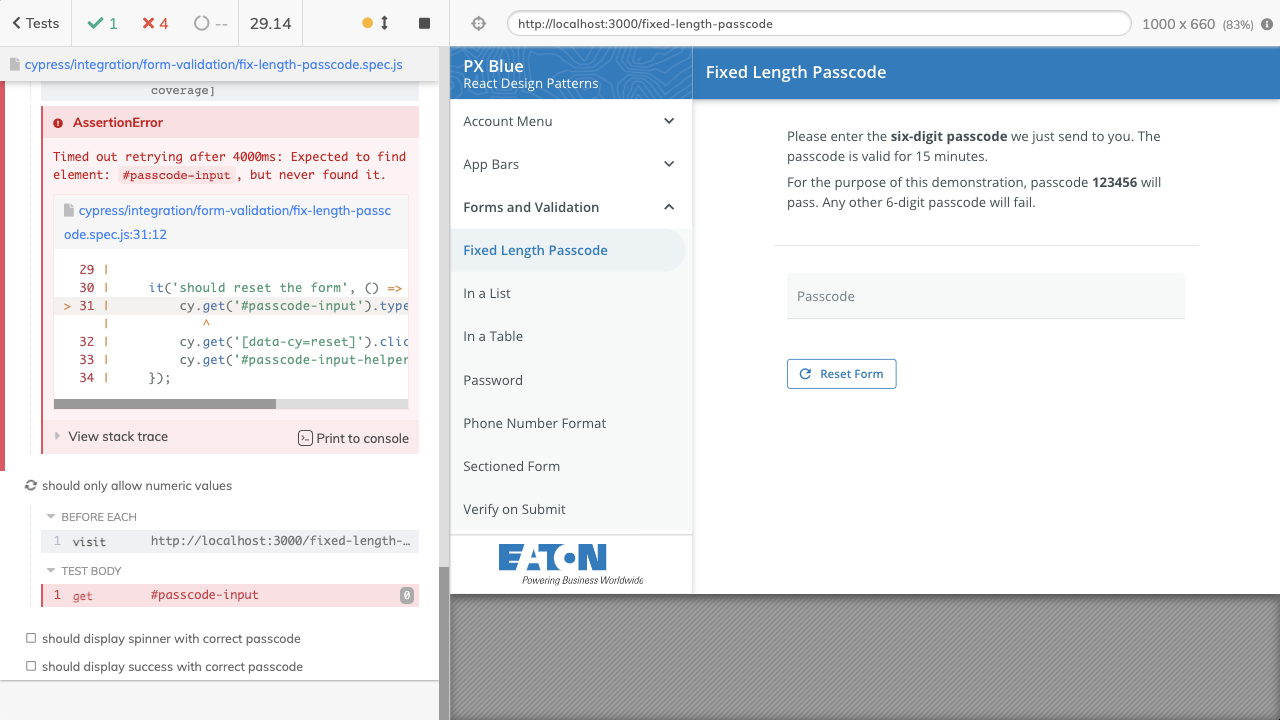 Tests
1
4
--
29.14
http://localhost:3000/fixed-length-passcode
1000 x 660 (83%)
cypress/integration/form-validation/fix-length-passcode.spec.js
coverage]
AssertionError
Timed out retrying after 4000ms: Expected to find
element: #passcode-input, but never found it.
cypress/integration/form-validation/fix-length-passc
ode.spec.js:31:12
29 |
30 | it('should reset the form', () =>
> 31 | cy.get('#passcode-input').type
| ^
32 | cy.get('[data-cy=reset]').clic
33 | cy.get('#passcode-input-helper
34 | });
View stack trace
Print to console
should only allow numeric values
BEFORE EACH
1 visit http://localhost:3000/fixed-length-…
TEST BODY
1 get #passcode-input 0
should display spinner with correct passcode
should display success with correct passcode
PX Blue
React Design Patterns
Account Menu
App Bars
Forms and Validation
Fixed Length Passcode
In a List
In a Table
Password
Phone Number Format
Sectioned Form
Verify on Submit
EATON
Powering Business Worldwide
Fixed Length Passcode
Please enter the six-digit passcode we just send to you. The
passcode is valid for 15 minutes.
For the purpose of this demonstration, passcode 123456 will
pass. Any other 6-digit passcode will fail.
Passcode
Reset Form